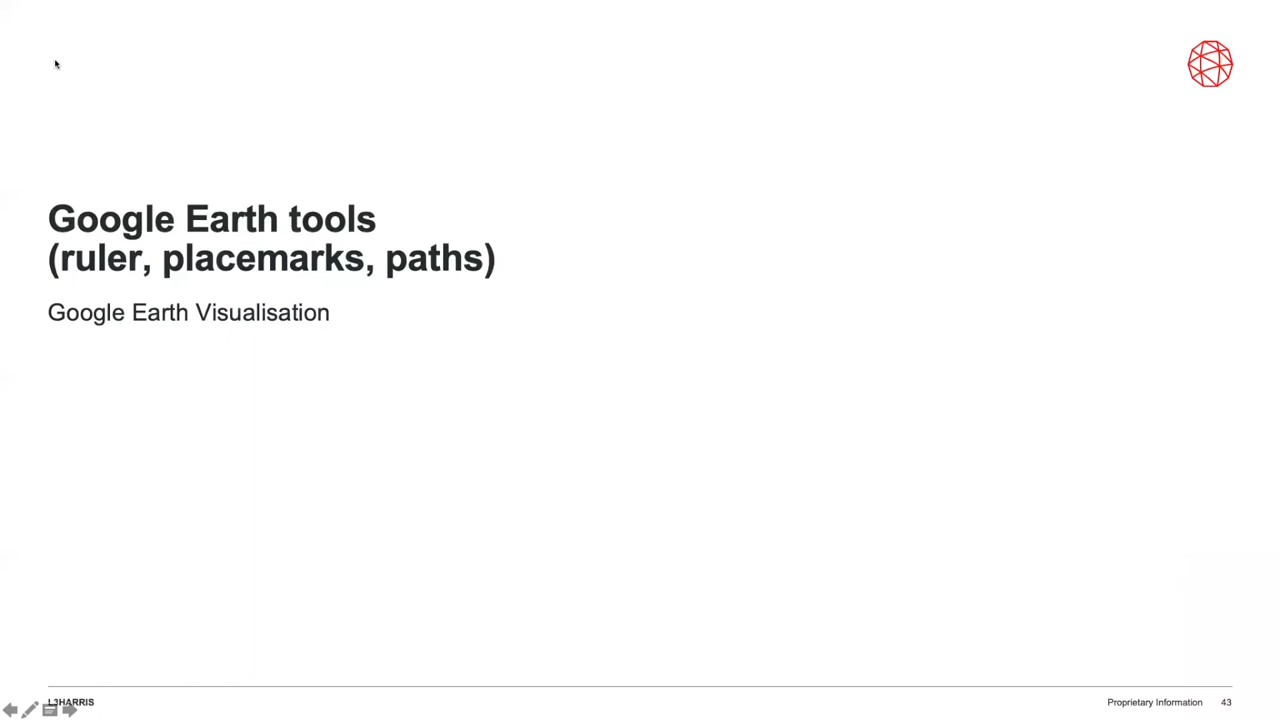 Google Earth tools
(ruler, placemarks, paths)
Google Earth Visualisation
L3HARRIS
Proprietary Information 43